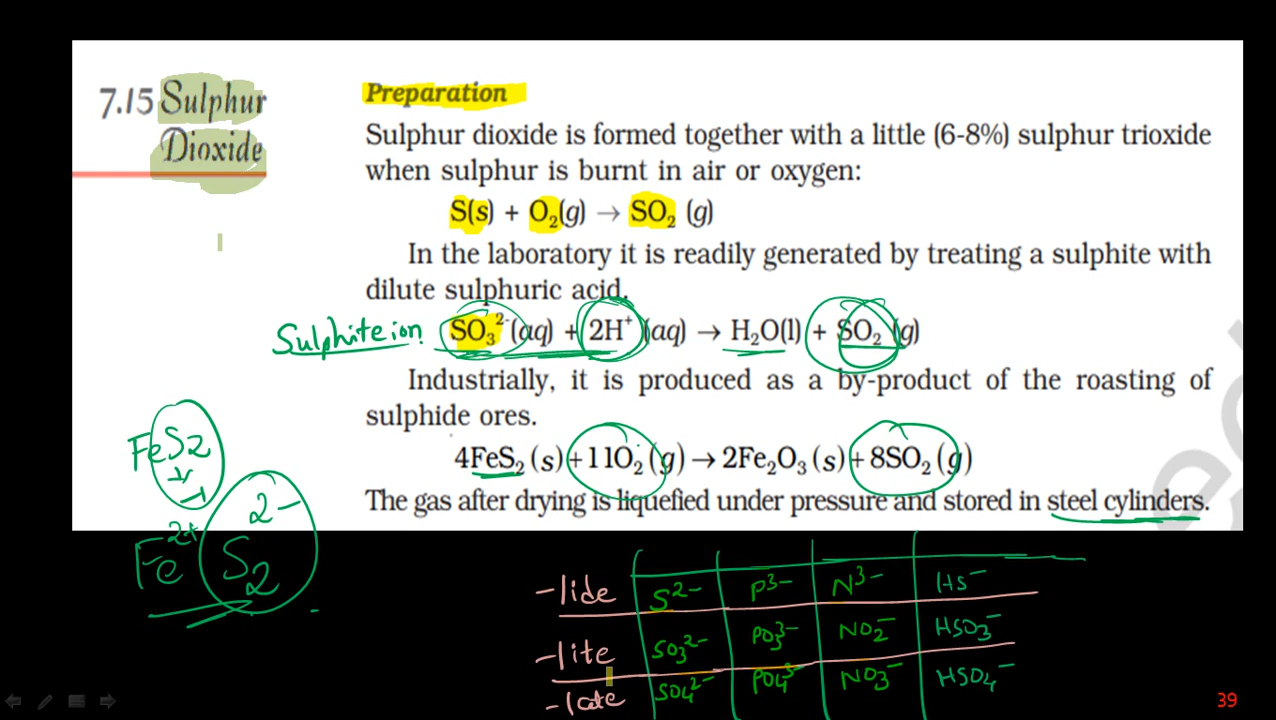 7.15 Sulphur
Dioxide
Preparation
Sulphur dioxide is formed together with a little (6-8%) sulphur trioxide
when sulphur is burnt in air or oxygen:
S(s) + O₂(g) → SO₂ (g)
In the laboratory it is readily generated by treating a sulphite with
dilute sulphuric acid.
Sulphite ion SO₃²⁻(aq) + 2H⁺ (aq) → H₂O(l) + SO₂ (g)
Industrially, it is produced as a by-product of the roasting of
sulphide ores.
4FeS₂ (s) + 11O₂ (g) → 2Fe₂O₃ (s) + 8SO₂ (g)
The gas after drying is liquefied under pressure and stored in steel cylinders.
FeS2
Fe²⁺ S₂²⁻
-lide S²⁻ P³⁻ N³⁻ HS⁻
-lite SO₃²⁻ PO₃³⁻ NO₂⁻ HSO₃⁻
-late SO₄²⁻ PO₄³⁻ NO₃⁻ HSO₄⁻
39